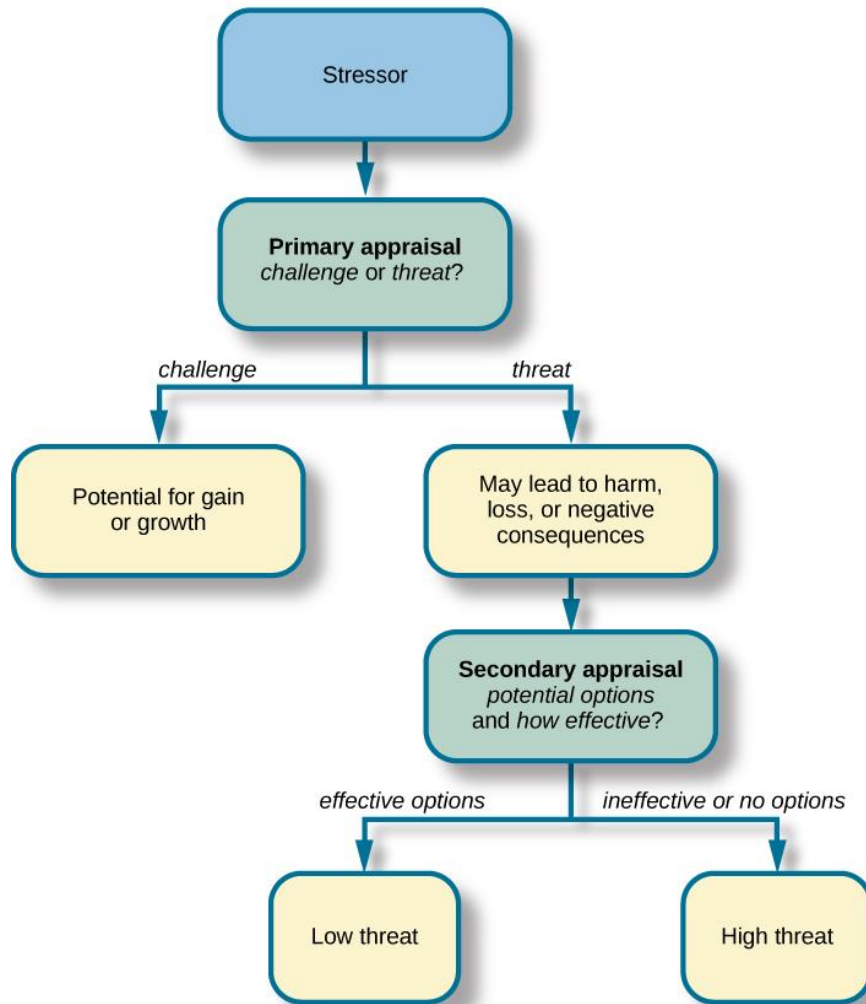 Stressor
Primary appraisal
challenge or threat?
challenge
threat
Potential for gain
or growth
May lead to harm,
loss, or negative
consequences
Secondary appraisal
potential options
and how effective?
effective options
ineffective or no options
Low threat
High threat